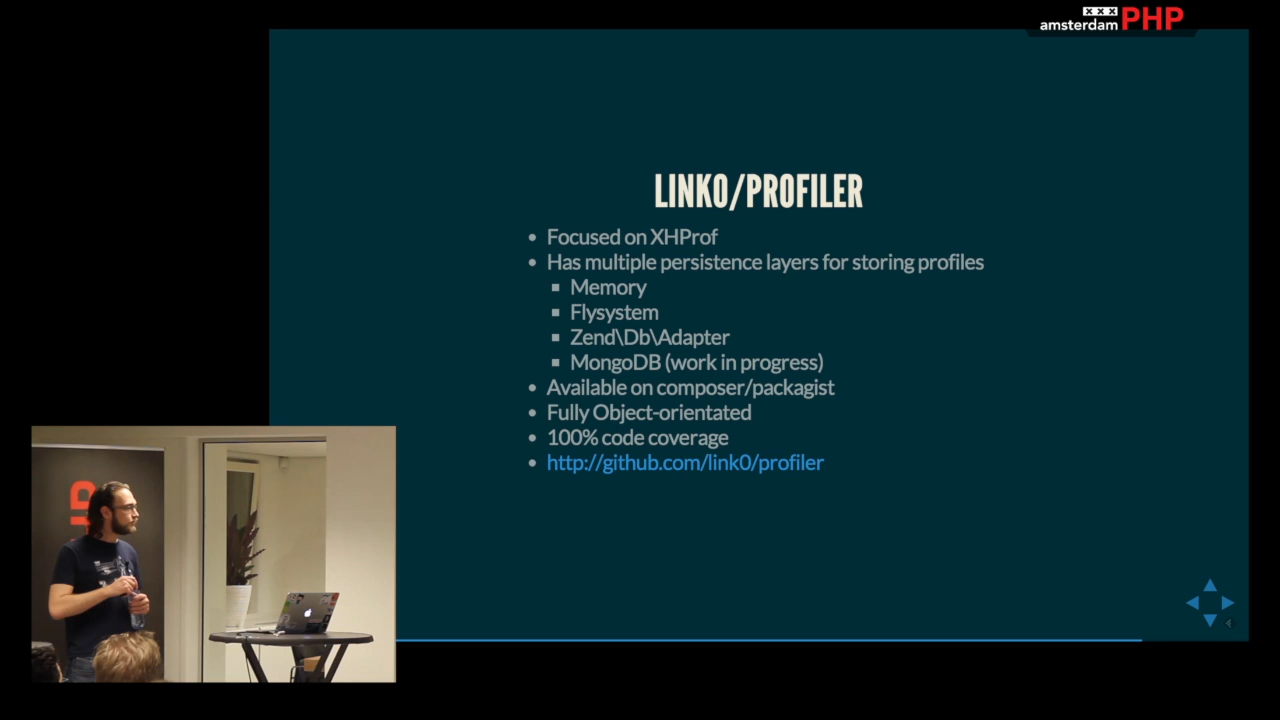 xxx
amsterdam PHP
LINK0/PROFILER
Focused on XHProf
Has multiple persistence layers for storing profiles
Memory
Flysystem
Zend\Db\Adapter
MongoDB (work in progress)
Available on composer/packagist
Fully Object-orientated
100% code coverage
http://github.com/link0/profiler